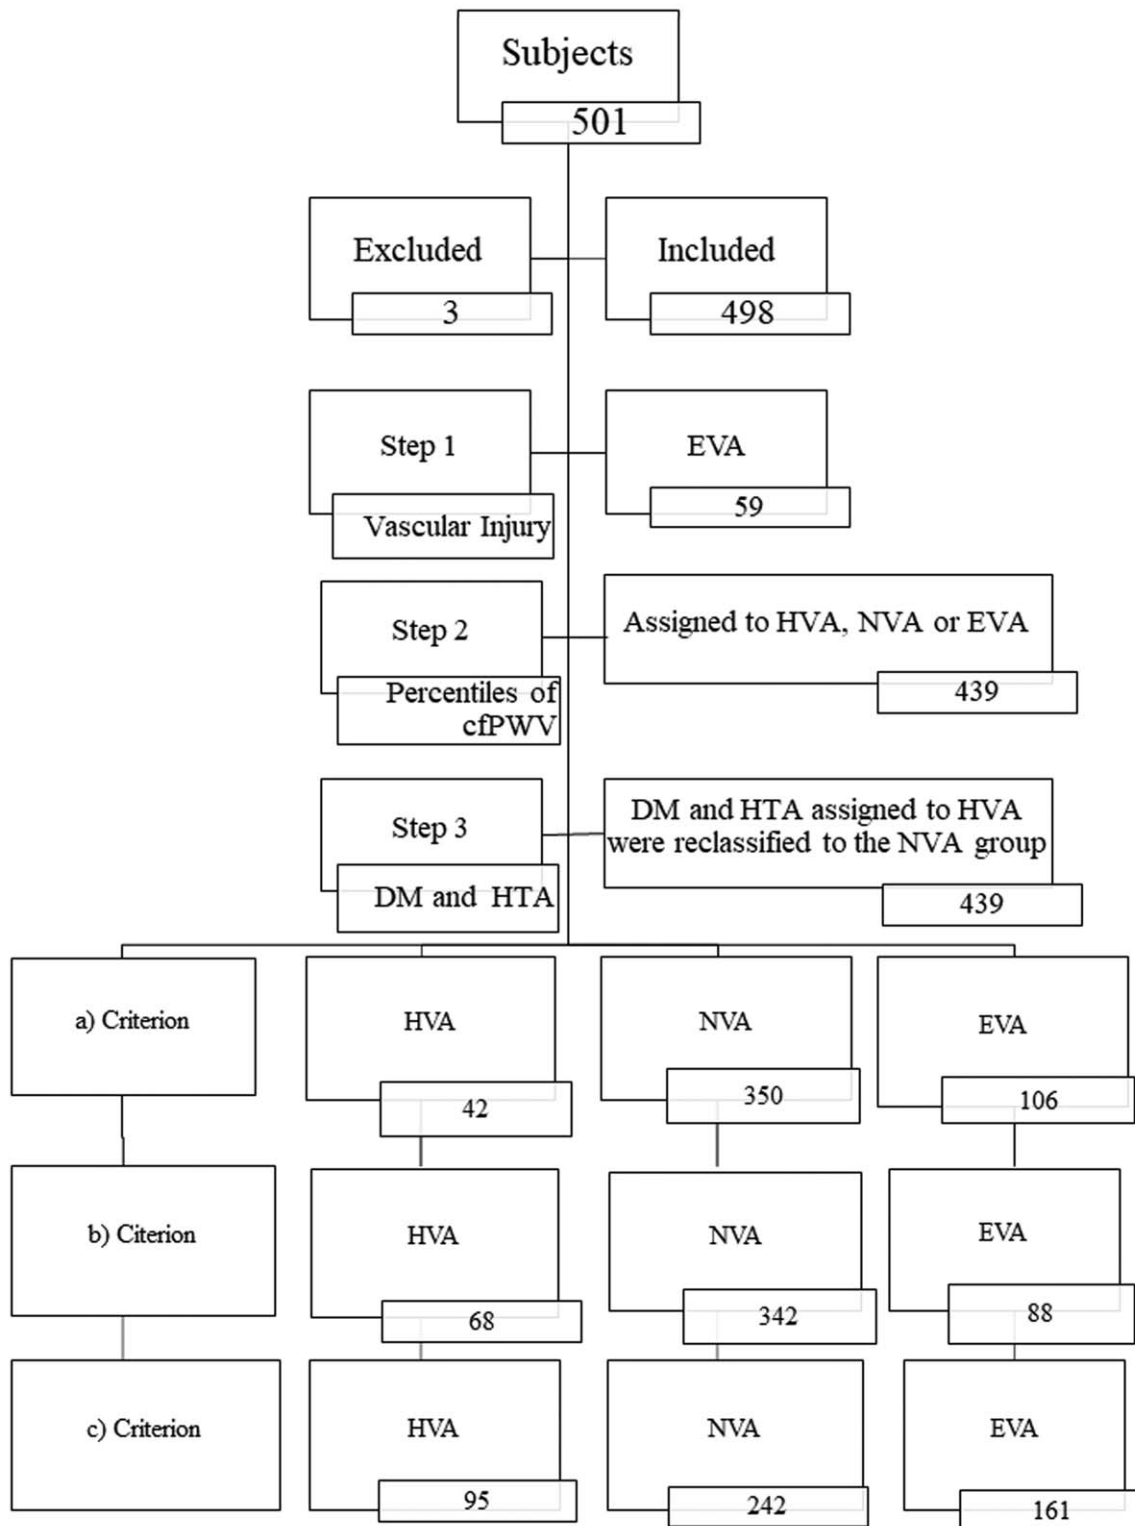 Subjects
501
Excluded
3
Included
498
Step 1
Vascular Injury
EVA
59
Step 2
Percentiles of
cfPWV
Assigned to HVA, NVA or EVA
439
Step 3
DM and HTA
DM and HTA assigned to HVA
were reclassified to the NVA group
439
a) Criterion
HVA
42
NVA
350
EVA
106
b) Citerion
HVA
68
NVA
342
EVA
88
c) Criterion
HVA
95
NVA
242
EVA
161